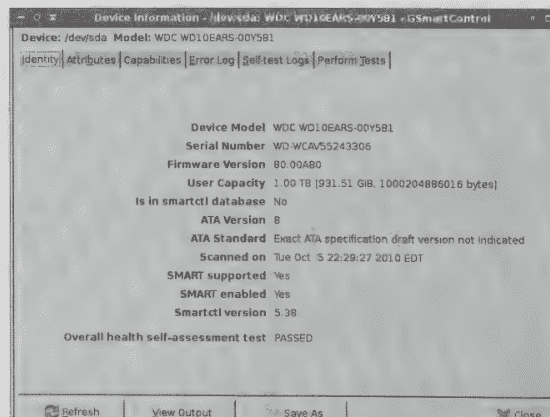 Device Information - /dev/sda: WDC WD10EARS-00Y5B1 - GSmartControl
Device: /dev/sda Model: WDC WD10EARS-00Y5B1
Identity Attributes Capabilities Error Log Self-test Logs Perform Tests
Device Model WDC WD10EARS-00Y5B1
Serial Number WD-WCAV55243306
Firmware Version 80.00A80
User Capacity 1.00 TB [931.51 GiB, 1000204886016 bytes]
Is in smartctl database No
ATA Version 8
ATA Standard Exact ATA specification draft version not indicated
Scanned on Tue Oct 5 22:29:27 2010 EDT
SMART supported Yes
SMART enabled Yes
Smartctl version 5.38
Overall health self-assessment test PASSED
Refresh View Output Save As Close